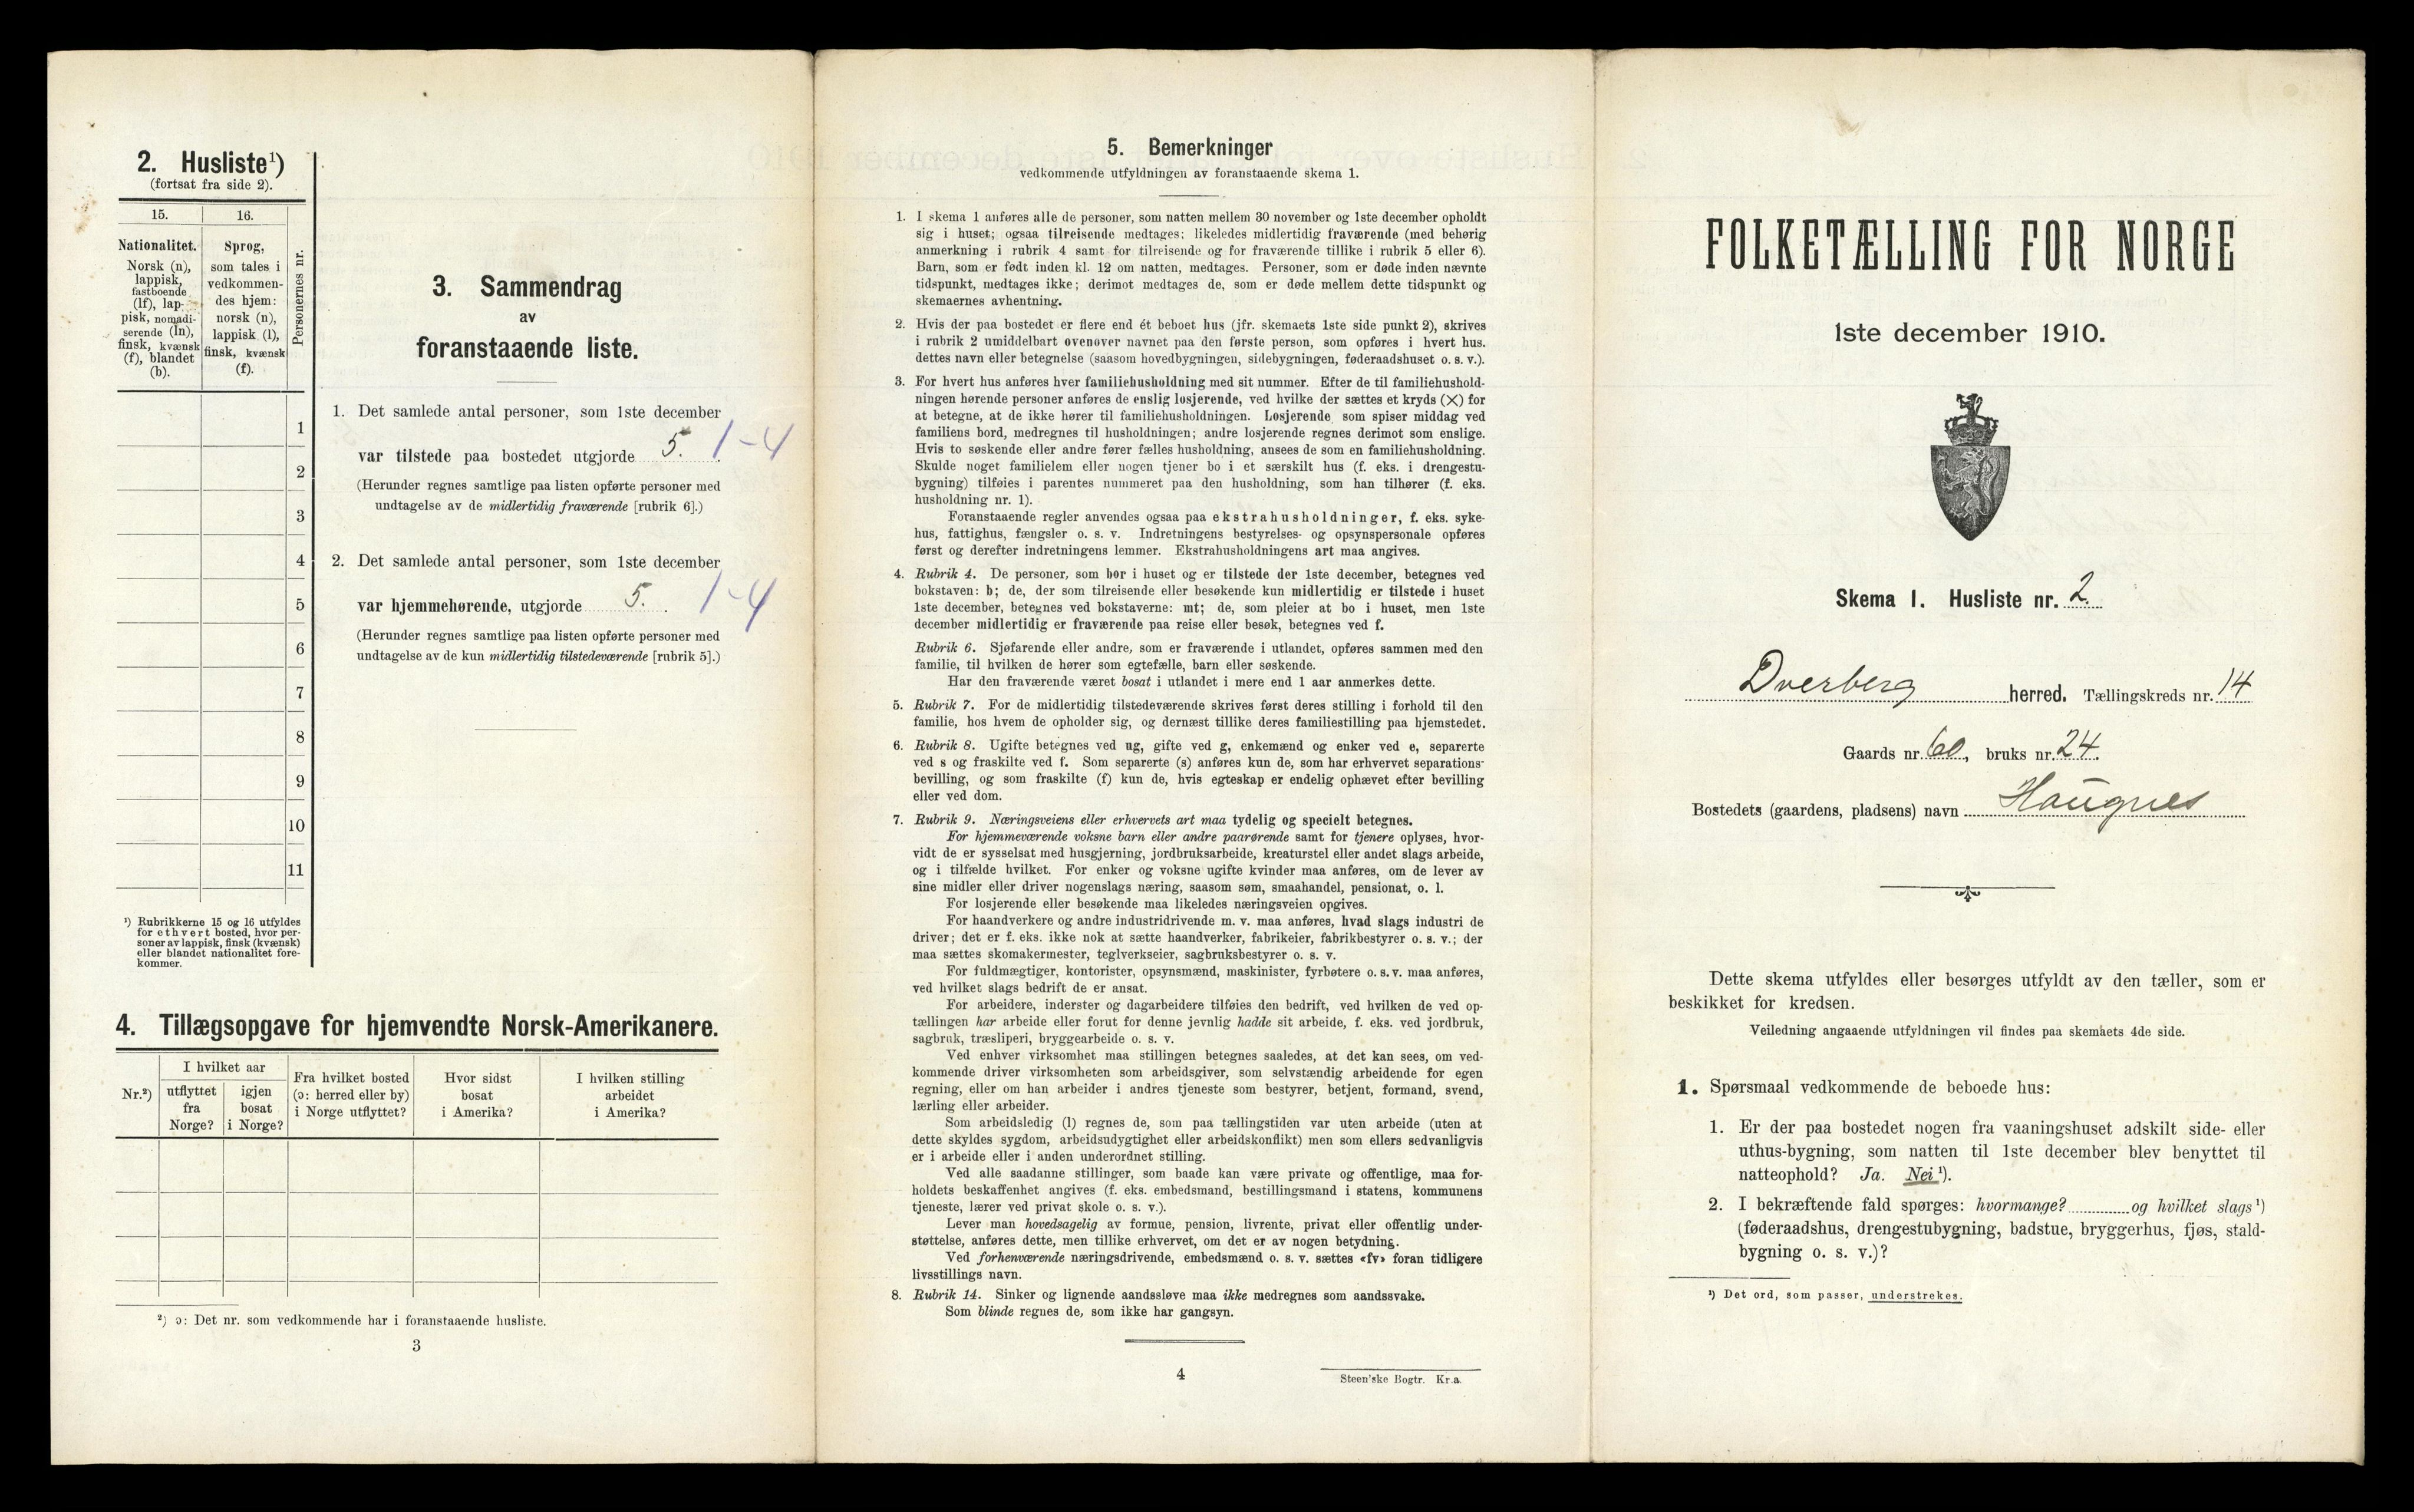 2. Husliste¹)
(fortsat fra side 2).
15.
16.
Personernes nr.
Nationalitet.
Norsk (n),
lappisk,
fastboende
(lf), lap-
pisk, nomadi-
serende (ln),
finsk, kvænsk
(f), blandet
(b).
Sprog,
som tales i
vedkommen-
des hjem:
norsk (n),
lappisk (l),
finsk, kvænsk
(f).
1
2
3
4
5
6
7
8
9
10
11
¹) Rubrikkerne 15 og 16 utfyldes
for ethvert bosted, hvor per-
soner av lappisk, finsk (kvænsk)
eller blandet nationalitet fore-
kommer.
3. Sammendrag
av
foranstaaende liste.
1. Det samlede antal personer, som 1ste december
var tilstede paa bostedet utgjorde 5. 1-4
(Herunder regnes samtlige paa listen opførte personer med
undtagelse av de midlertidig fraværende [rubrik 6].)
2. Det samlede antal personer, som 1ste december
var hjemmehørende, utgjorde 5. 1-4
(Herunder regnes samtlige paa listen opførte personer med
undtagelse av de kun midlertidig tilstedeværende [rubrik 5].)
4. Tillægsopgave for hjemvendte Norsk-Amerikanere.
Nr.²)
I hvilket aar
utflyttet
fra
Norge?
igjen
bosat
i Norge?
Fra hvilket bosted
(ɔ: herred eller by)
i Norge utflyttet?
Hvor sidst
bosat
i Amerika?
I hvilken stilling
arbeidet
i Amerika?
²) ɔ: Det nr. som vedkommende har i foranstaaende husliste.
3
5. Bemerkninger
vedkommende utfyldningen av foranstaaende skema 1.
1. I skema 1 anføres alle de personer, som natten mellem 30 november og 1ste december opholdt
sig i huset; ogsaa tilreisende medtages; likeledes midlertidig fraværende (med behørig
anmerkning i rubrik 4 samt for tilreisende og for fraværende tillike i rubrik 5 eller 6).
Barn, som er født inden kl. 12 om natten, medtages. Personer, som er døde inden nævnte
tidspunkt, medtages ikke; derimot medtages de, som er døde mellem dette tidspunkt og
skemaernes avhentning.
2. Hvis der paa bostedet er flere end ét beboet hus (jfr. skemaets 1ste side punkt 2), skrives
i rubrik 2 umiddelbart ovenover navnet paa den første person, som opføres i hvert hus.
dettes navn eller betegnelse (saasom hovedbygningen, sidebygningen, føderaadshuset o. s. v.).
3. For hvert hus anføres hver familiehusholdning med sit nummer. Efter de til familiehushold-
ningen hørende personer anføres de enslig losjerende, ved hvilke der sættes et kryds (×) for
at betegne, at de ikke hører til familiehusholdningen. Losjerende som spiser middag ved
familiens bord, medregnes til husholdningen; andre losjerende regnes derimot som enslige.
Hvis to søskende eller andre fører fælles husholdning, ansees de som en familiehusholdning.
Skulde noget familielem eller nogen tjener bo i et særskilt hus (f. eks. i drengestu-
bygning) tilføies i parentes nummeret paa den husholdning, som han tilhører (f. eks.
husholdning nr. 1).
Foranstaaende regler anvendes ogsaa paa ekstrahusholdninger, f. eks. syke-
hus, fattighus, fængsler o. s. v. Indretningens bestyrelses- og opsynspersonale opføres
først og derefter indretningens lemmer. Ekstrahusholdningens art maa angives.
4. Rubrik 4. De personer, som bor i huset og er tilstede der 1ste december, betegnes ved
bokstaven: b; de, der som tilreisende eller besøkende kun midlertidig er tilstede i huset
1ste december, betegnes ved bokstaverne: mt; de, som pleier at bo i huset, men 1ste
december midlertidig er fraværende paa reise eller besøk, betegnes ved f.
Rubrik 6. Sjøfarende eller andre, som er fraværende i utlandet, opføres sammen med den
familie, til hvilken de hører som egtefælle, barn eller søskende.
Har den fraværende været bosat i utlandet i mere end 1 aar anmerkes dette.
5. Rubrik 7. For de midlertidig tilstedeværende skrives først deres stilling i forhold til den
familie, hos hvem de opholder sig, og dernæst tillike deres familiestilling paa hjemstedet.
6. Rubrik 8. Ugifte betegnes ved ug, gifte ved g, enkemænd og enker ved e, separerte
ved s og fraskilte ved f. Som separerte (s) anføres kun de, som har erhvervet separations-
bevilling, og som fraskilte (f) kun de, hvis egteskap er endelig ophævet efter bevilling
eller ved dom.
7. Rubrik 9. Næringsveiens eller erhvervets art maa tydelig og specielt betegnes.
For hjemmeværende voksne barn eller andre paarørende samt for tjenere oplyses, hvor-
vidt de er sysselsat med husgjerning, jordbruksarbeide, kreaturstel eller andet slags arbeide,
og i tilfælde hvilket. For enker og voksne ugifte kvinder maa anføres, om de lever av
sine midler eller driver nogenslags næring, saasom søm, smaahandel, pensionat, o. l.
For losjerende eller besøkende maa likeledes næringsveien opgives.
For haandverkere og andre industridrivende m. v. maa anføres, hvad slags industri de
driver; det er f. eks. ikke nok at sætte haandverker, fabrikeier, fabrikbestyrer o. s. v.; der
maa sættes skomakermester, teglverkseier, sagbruksbestyrer o. s. v.
For fuldmægtiger, kontorister, opsynsmænd, maskinister, fyrbøtere o. s. v. maa anføres,
ved hvilket slags bedrift de er ansat.
For arbeidere, inderster og dagarbeidere tilføies den bedrift, ved hvilken de ved op-
tællingen har arbeide eller forut for denne jevnlig hadde sit arbeide, f. eks. ved jordbruk,
sagbruk, træsliperi, bryggearbeide o. s. v.
Ved enhver virksomhet maa stillingen betegnes saaledes, at det kan sees, om ved-
kommende driver virksomheten som arbeidsgiver, som selvstændig arbeidende for egen
regning, eller om han arbeider i andres tjeneste som bestyrer, betjent, formand, svend,
lærling eller arbeider.
Som arbeidsledig (l) regnes de, som paa tællingstiden var uten arbeide (uten at
dette skyldes sygdom, arbeidsudygtighet eller arbeidskonflikt) men som ellers sedvanligvis
er i arbeide eller i anden underordnet stilling.
Ved alle saadanne stillinger, som baade kan være private og offentlige, maa for-
holdets beskaffenhet angives (f. eks. embedsmand, bestillingsmand i statens, kommunens
tjeneste, lærer ved privat skole o. s. v.).
Lever man hovedsagelig av formue, pension, livrente, privat eller offentlig under-
støttelse, anføres dette, men tillike erhvervet, om det er av nogen betydning.
Ved forhenværende næringsdrivende, embedsmænd o. s. v. sættes «fv» foran tidligere
livsstillings navn.
8. Rubrik 14. Sinker og lignende aandssløve maa ikke medregnes som aandssvake.
Som blinde regnes de, som ikke har gangsyn.
4
Steen'ske Bogtr. Kr.a.
FOLKETÆLLING FOR NORGE
1ste december 1910.
Skema 1. Husliste nr. 2.
Dverberg herred. Tællingskreds nr. 14
Gaards nr. 60, bruks nr. 24.
Bostedets (gaardens, pladsens) navn Haugnes
Dette skema utfyldes eller besørges utfyldt av den tæller, som er
beskikket for kredsen.
Veiledning angaaende utfyldningen vil findes paa skemaets 4de side.
1. Spørsmaal vedkommende de beboede hus:
1. Er der paa bostedet nogen fra vaaningshuset adskilt side- eller
uthus-bygning, som natten til 1ste december blev benyttet til
natteophold? Ja. Nei ¹).
2. I bekræftende fald spørges: hvormange? og hvilket slags ¹)
(føderaadshus, drengestubygning, badstue, bryggerhus, fjøs, stald-
bygning o. s. v.)?
¹) Det ord, som passer, understrekes.